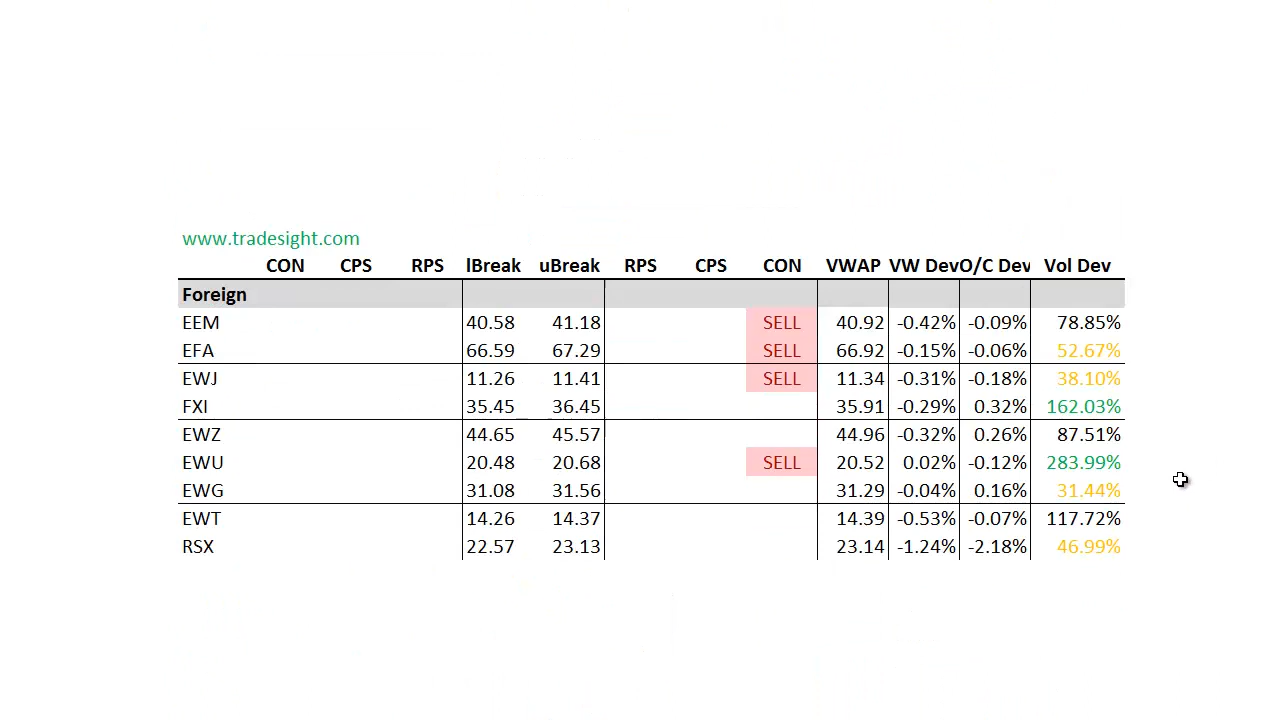 www.tradesight.com
CON CPS RPS lBreak uBreak RPS CPS CON VWAP VW Dev O/C Dev Vol Dev
Foreign
EEM 40.58 41.18 SELL 40.92 -0.42% -0.09% 78.85%
EFA 66.59 67.29 SELL 66.92 -0.15% -0.06% 52.67%
EWJ 11.26 11.41 SELL 11.34 -0.31% -0.18% 38.10%
FXI 35.45 36.45 35.91 -0.29% 0.32% 162.03%
EWZ 44.65 45.57 44.96 -0.32% 0.26% 87.51%
EWU 20.48 20.68 SELL 20.52 0.02% -0.12% 283.99%
EWG 31.08 31.56 31.29 -0.04% 0.16% 31.44%
EWT 14.26 14.37 14.39 -0.53% -0.07% 117.72%
RSX 22.57 23.13 23.14 -1.24% -2.18% 46.99%